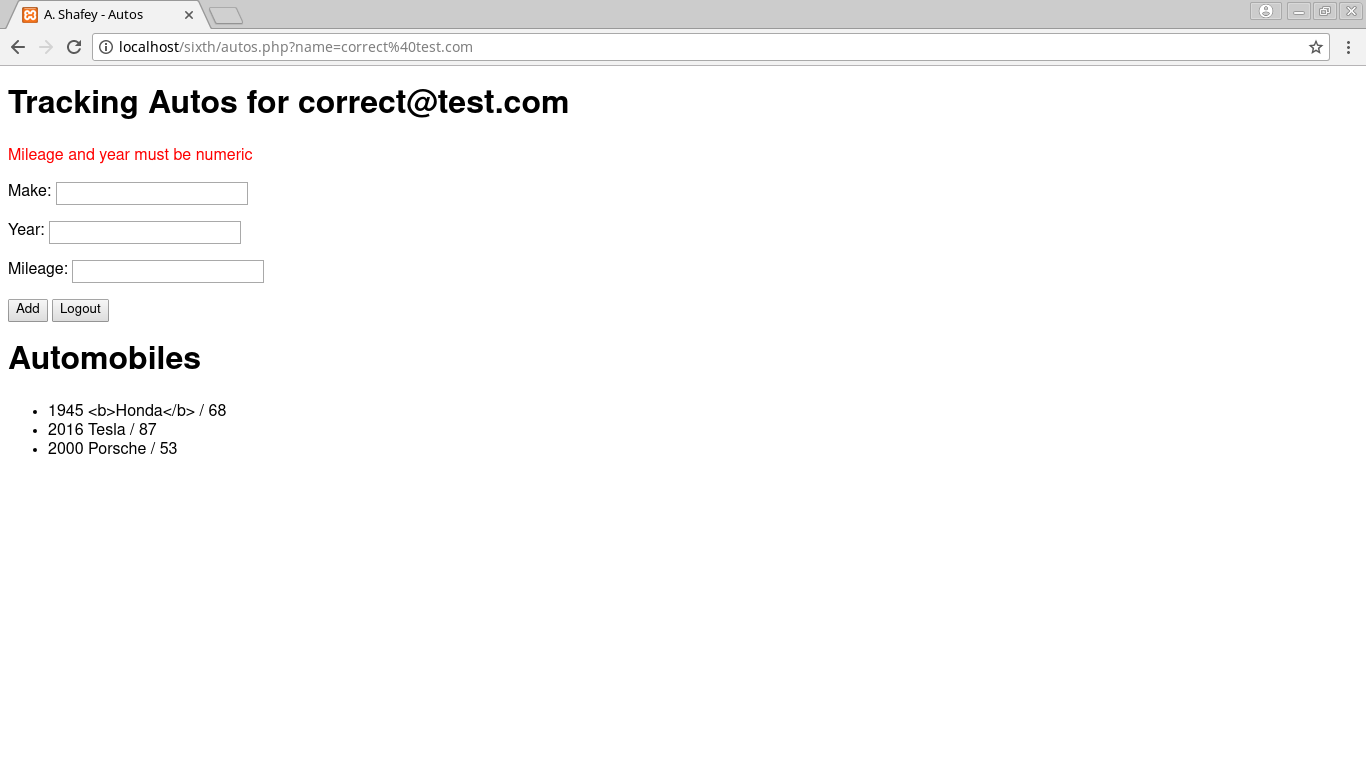 A. Shafey - Autos
localhost/sixth/autos.php?name=correct%40test.com
Tracking Autos for correct@test.com
Mileage and year must be numeric
Make:
Year:
Mileage:
Add Logout
Automobiles
• 1945 <b>Honda</b> / 68
• 2016 Tesla / 87
• 2000 Porsche / 53